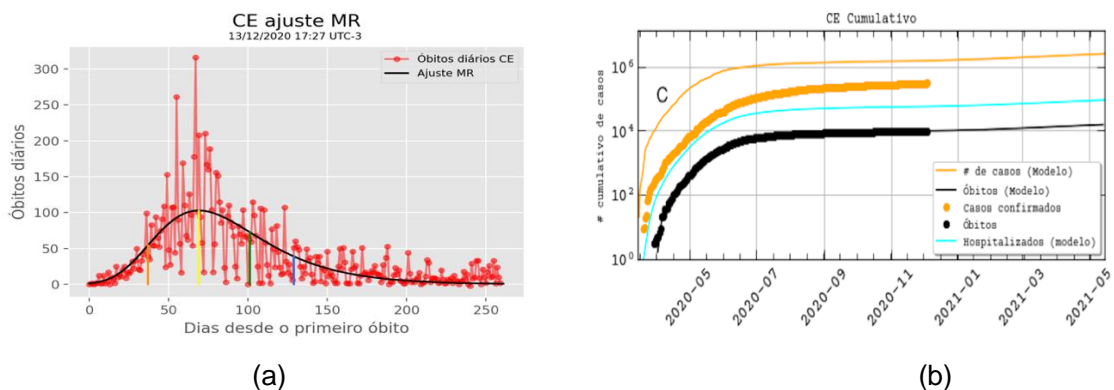 CE ajuste MR
13/12/2020 17:27 UTC-3
Óbitos diários
300
250
200
150
100
50
0
Óbitos diários CE
Ajuste MR
0 50 100 150 200 250
Dias desde o primeiro óbito
(a)
CE Cumulativo
# cumulativo de casos
10^6
10^4
10^2
10^0
C
# de casos (Modelo)
Óbitos (Modelo)
Casos confirmados
Óbitos
Hospitalizados (modelo)
2020-05 2020-07 2020-09 2020-11 2021-01 2021-03 2021-05
(b)